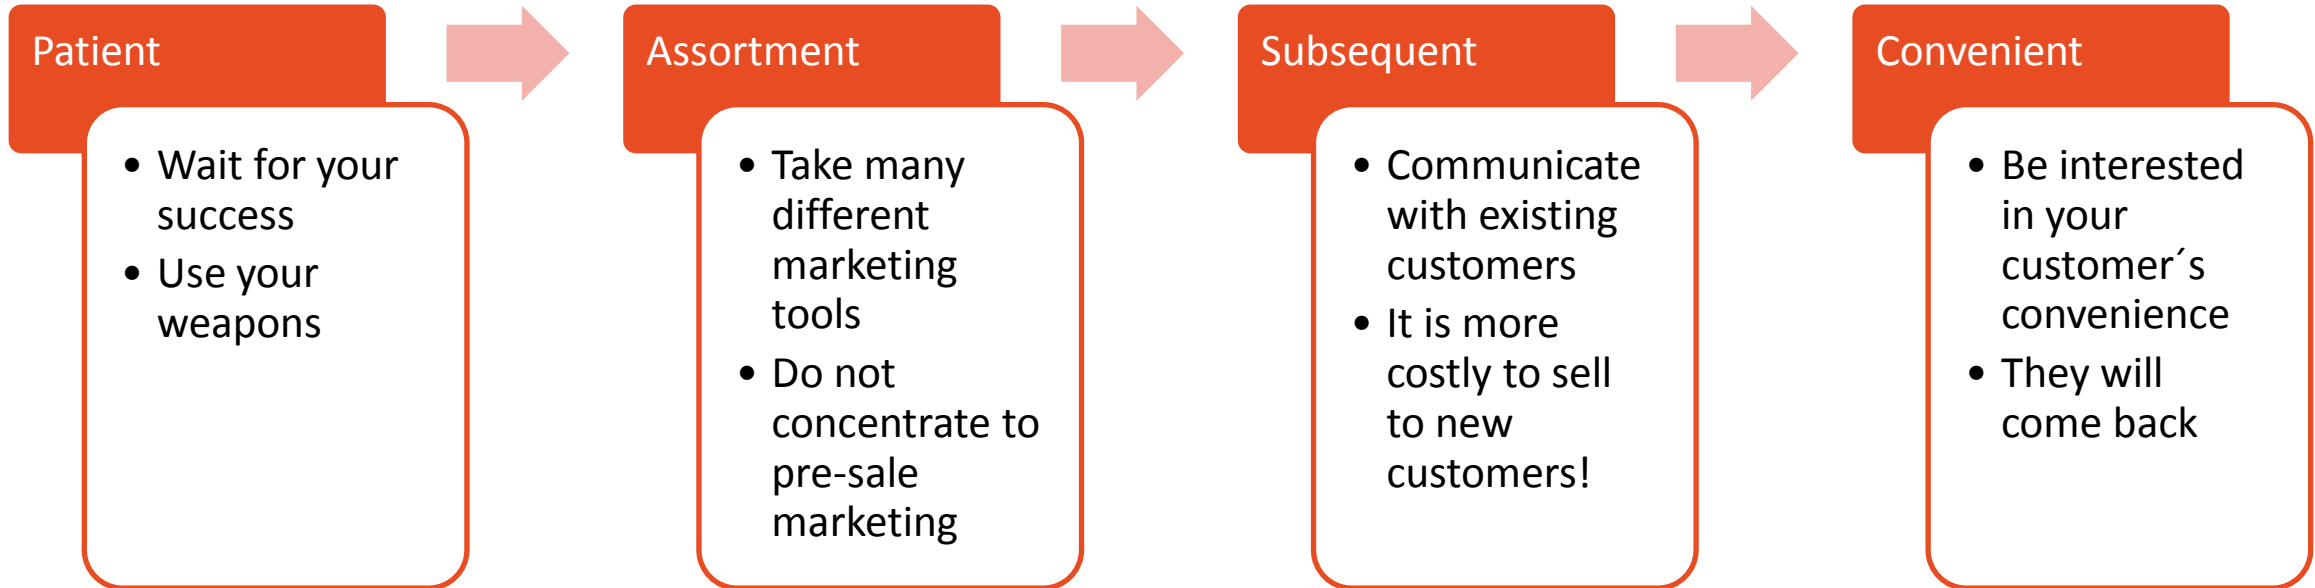 Patient
• Wait for your
success
• Use your
weapons
Assortment
• Take many
different
marketing
tools
• Do not
concentrate to
pre-sale
marketing
Subsequent
• Communicate
with existing
customers
• It is more
costly to sell
to new
customers!
Convenient
• Be interested
in your
customer´s
convenience
• They will
come back